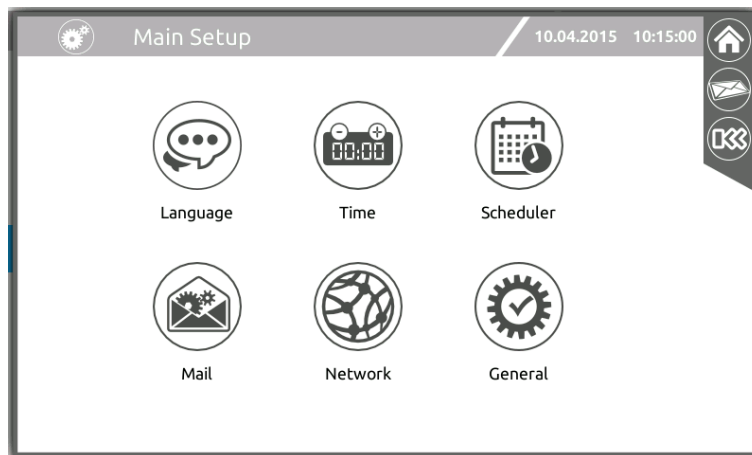 Main Setup
10.04.2015 10:15:00
00:00
Language
Time
Scheduler
Mail
Network
General